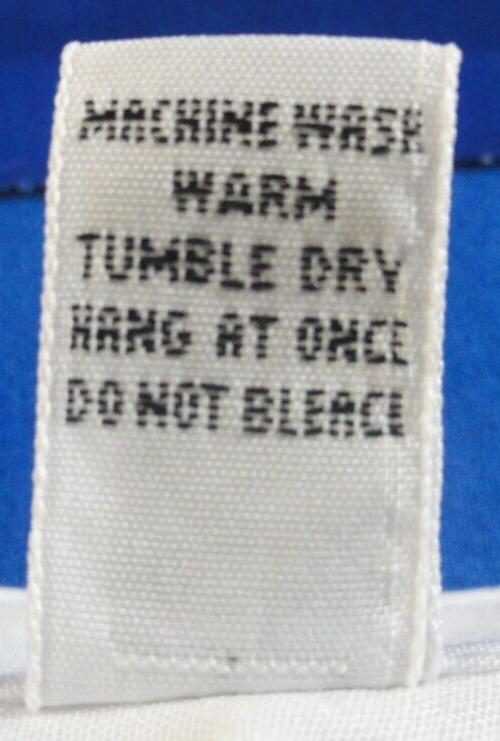 MACHINE WASH
WARM
TUMBLE DRY
HANG AT ONCE
DO NOT BLEACH